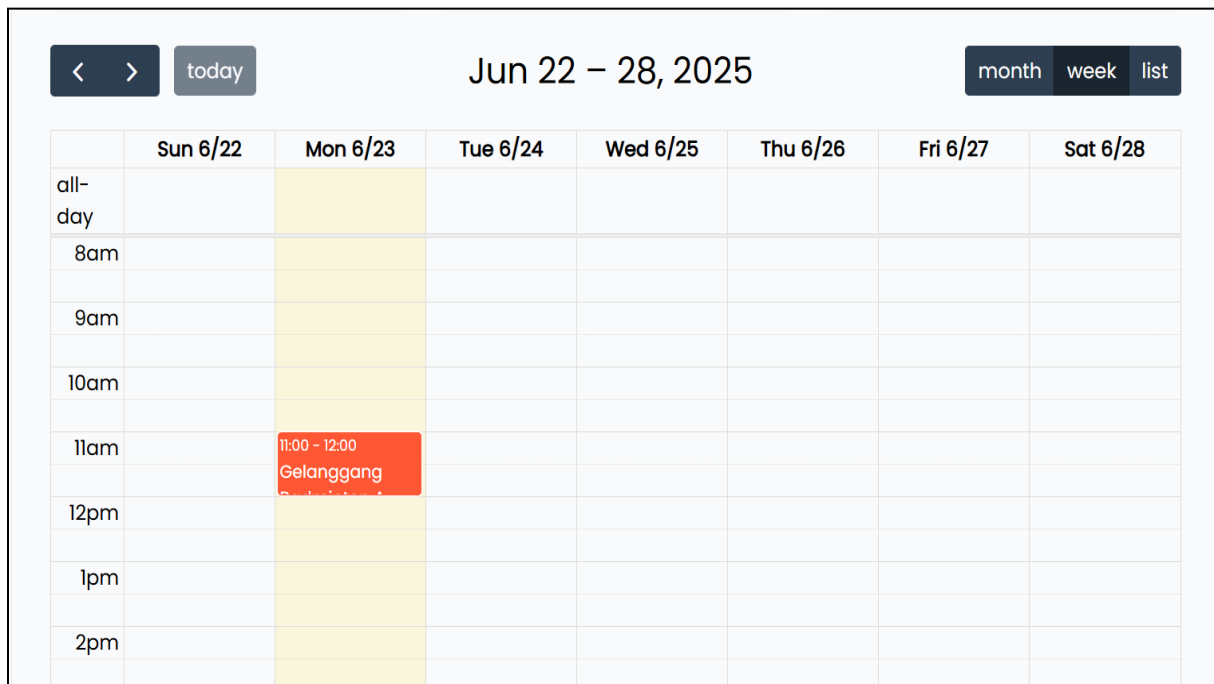 today
Jun 22 – 28, 2025
month week list
Sun 6/22 Mon 6/23 Tue 6/24 Wed 6/25 Thu 6/26 Fri 6/27 Sat 6/28
all-
day
8am
9am
10am
11am
11:00 - 12:00
Gelanggang
12pm
1pm
2pm